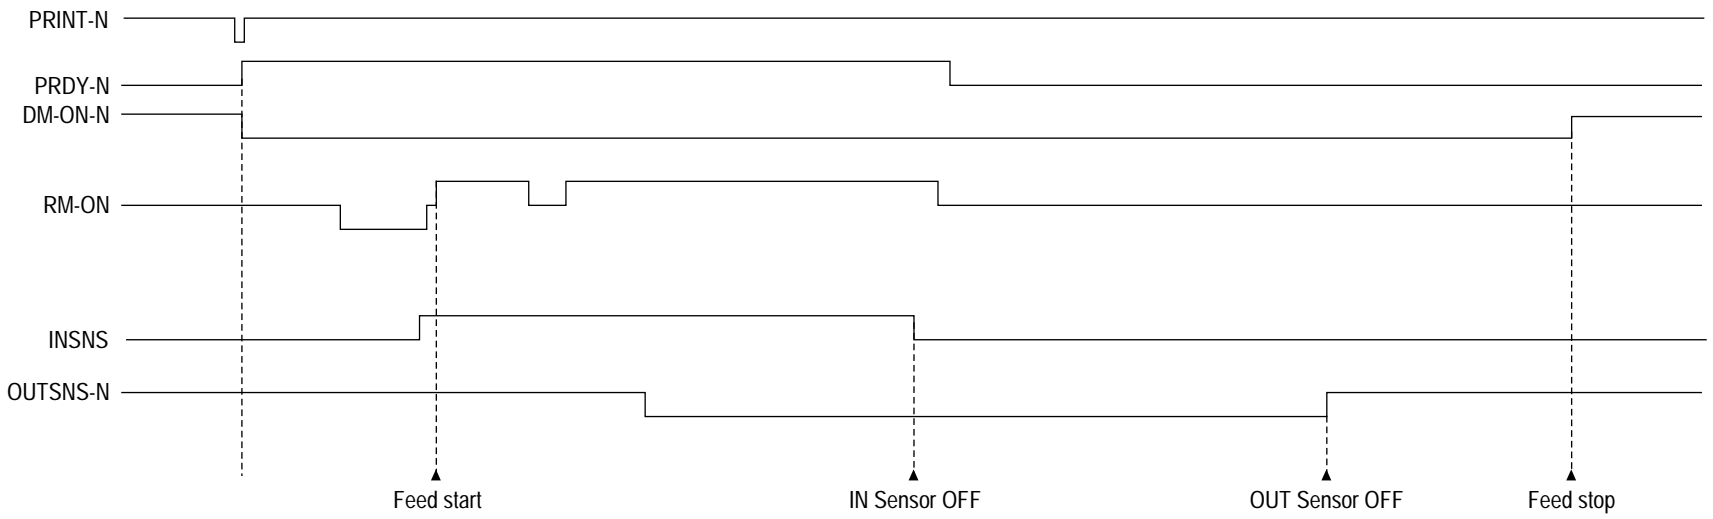 PRINT-N
PRDY-N
DM-ON-N
RM-ON
INSNS
OUTSNS-N
Feed start
IN Sensor OFF
OUT Sensor OFF
Feed stop